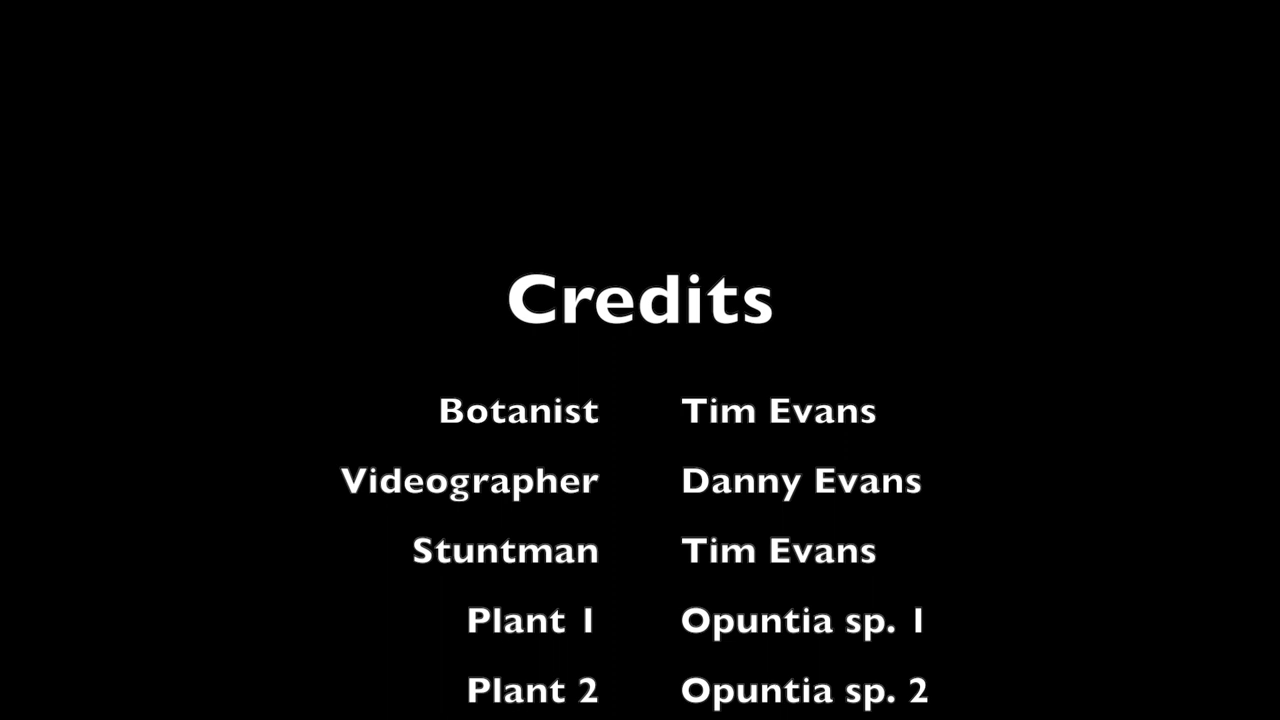 Credits
Botanist Tim Evans
Videographer Danny Evans
Stuntman Tim Evans
Plant 1 Opuntia sp. 1
Plant 2 Opuntia sp. 2